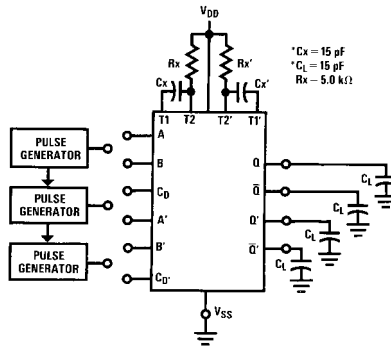 VDD
Rx
Rx'
*Cx = 15 pF
*CL = 15 pF
Rx – 5.0 kΩ
Cx
Cx'
T1
T2
T2'
T1'
PULSE
GENERATOR
PULSE GENERATOR
PULSE
GENERATOR
A
B
CD
A'
B'
CD'
Q
Q̅
Q'
Q̅'
CL
CL
CL
CL
VSS